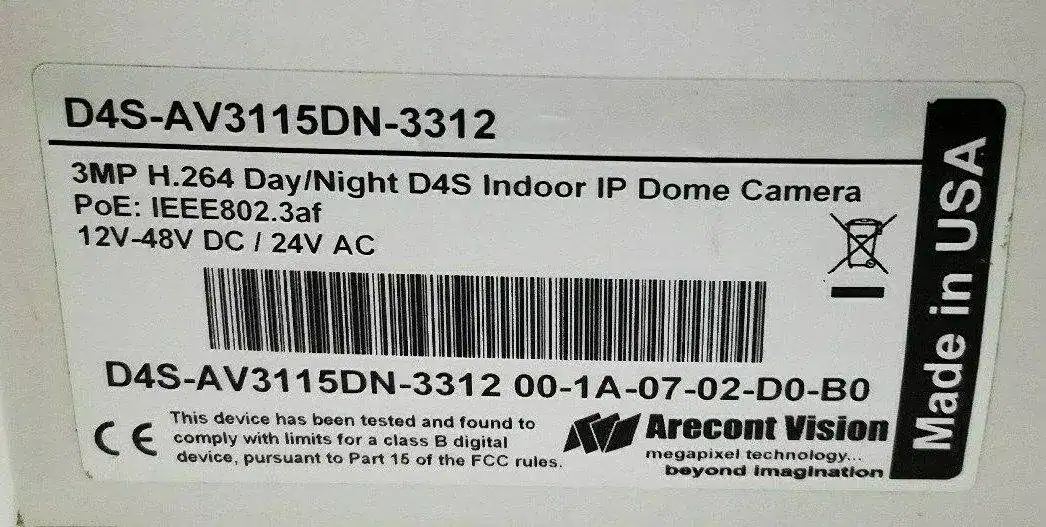 D4S-AV3115DN-3312
3MP H.264 Day/Night D4S Indoor IP Dome Camera
PoE: IEEE802.3af
12V-48V DC / 24V AC
D4S-AV3115DN-3312 00-1A-07-02-D0-B0
CE
This device has been tested and found to
comply with limits for a class B digital
device, pursuant to Part 15 of the FCC rules.
Arecont Vision
megapixel technology...
beyond imagination
Made in USA